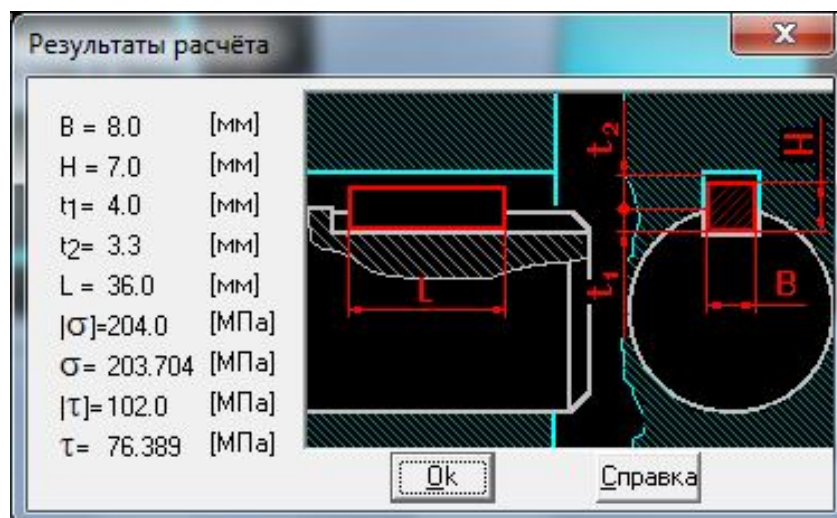 Результаты расчёта
x
B = 8.0 [мм]
H = 7.0 [мм]
t1= 4.0 [мм]
t2= 3.3 [мм]
L = 36.0 [мм]
|σ]=204.0 [МПа]
σ= 203.704 [МПа]
|τ]=102.0 [МПа]
τ= 76.389 [МПа]
t2
H
L
t1
B
Ok
Справка